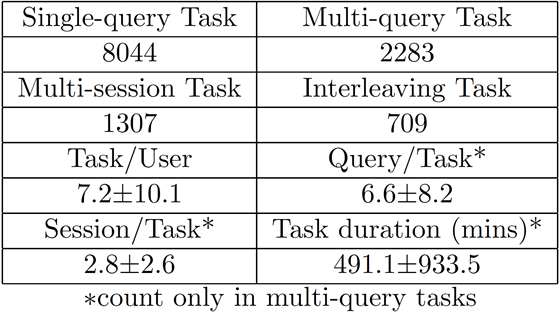 Single-query Task Multi-query Task
8044 2283
Multi-session Task Interleaving Task
1307 709
Task/User Query/Task*
7.2±10.1 6.6±8.2
Session/Task* Task duration (mins)*
2.8±2.6 491.1±933.5
*count only in multi-query tasks